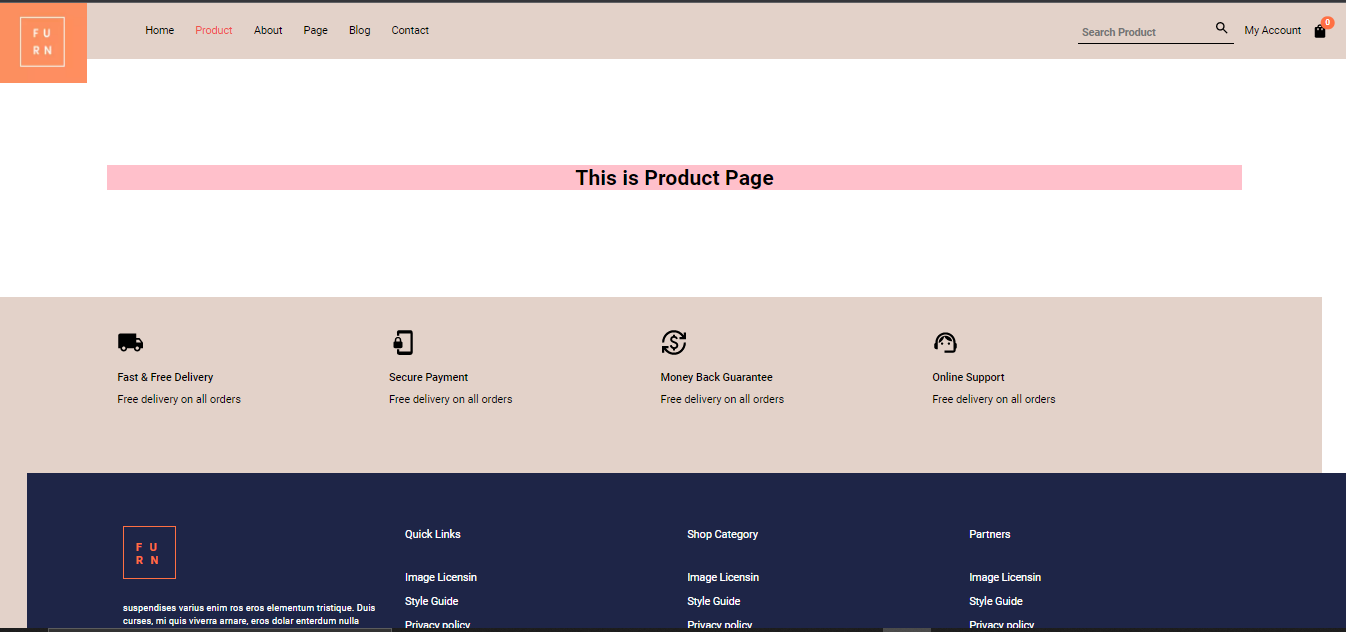 F U
R N
Home Product About Page Blog Contact
Search Product
My Account
0
This is Product Page
Fast & Free Delivery
Free delivery on all orders
Secure Payment
Free delivery on all orders
Money Back Guarantee
Free delivery on all orders
Online Support
Free delivery on all orders
F U
R N
suspendises varius enim ros eros elementum tristique. Duis
curses, mi quis viverra arnare, eros dolar enterdum nulla
Quick Links
Image Licensin
Style Guide
Privacy policy
Shop Category
Image Licensin
Style Guide
Privacy policy
Partners
Image Licensin
Style Guide
Privacy policy